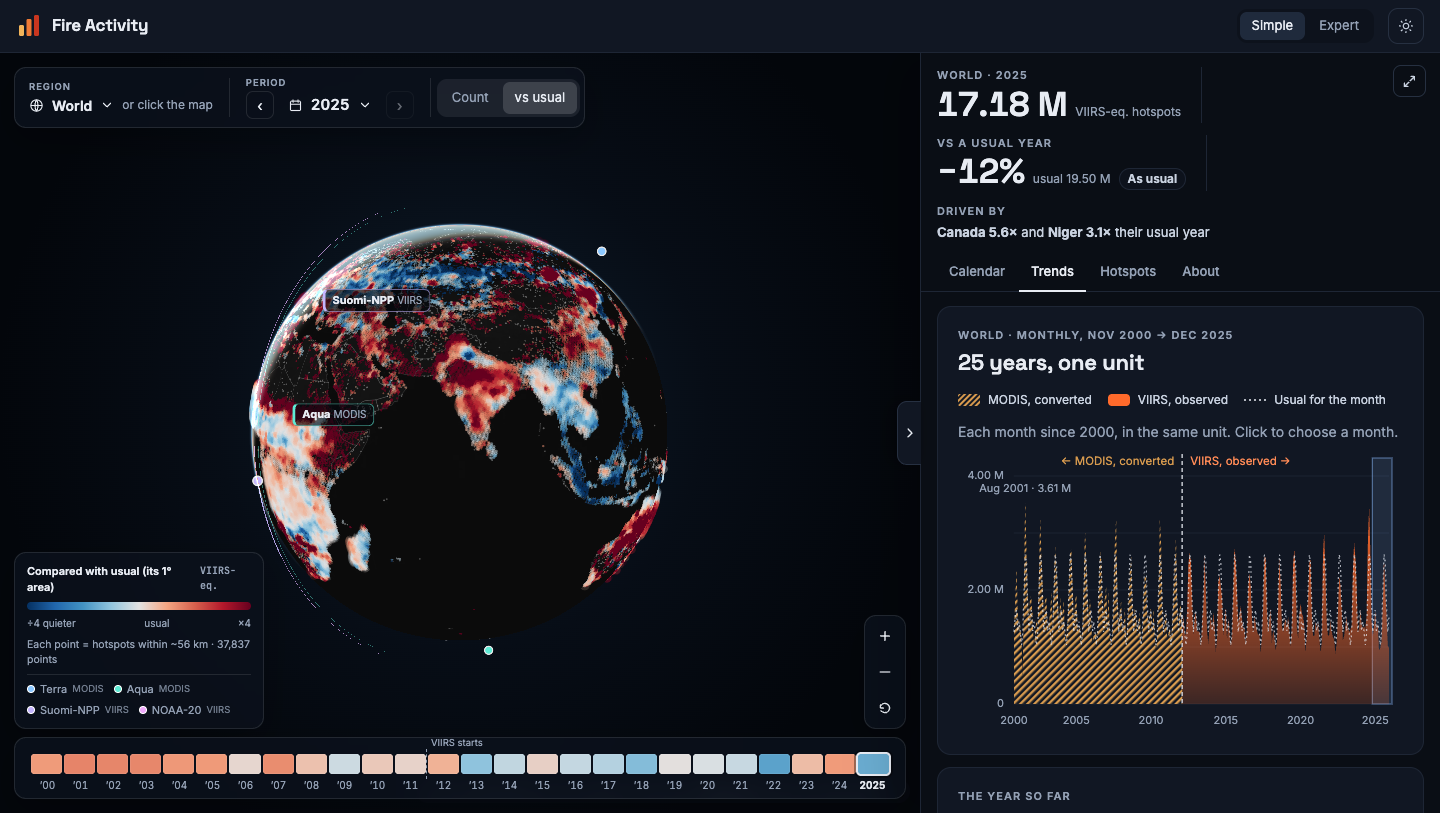 Fire Activity
Simple
Expert
REGION
World
or click the map
PERIOD
‹
2025
›
Count
vs usual
WORLD · 2025
17.18 M VIIRS-eq. hotspots
VS A USUAL YEAR
−12% usual 19.50 M As usual
DRIVEN BY
Canada 5.6× and Niger 3.1× their usual year
Calendar
Trends
Hotspots
About
WORLD · MONTHLY, NOV 2000 → DEC 2025
25 years, one unit
MODIS, converted
VIIRS, observed
Usual for the month
Each month since 2000, in the same unit. Click to choose a month.
← MODIS, converted
VIIRS, observed →
4.00 M
Aug 2001 · 3.61 M
2.00 M
0
2000
2005
2010
2015
2020
2025
THE YEAR SO FAR
Suomi-NPP VIIRS
Aqua MODIS
Compared with usual (its 1°
area)
VIIRS-
eq.
÷4 quieter
usual
×4
Each point = hotspots within ~56 km · 37,837
points
Terra MODIS
Aqua MODIS
Suomi-NPP VIIRS
NOAA-20 VIIRS
+
−
VIIRS starts
'00 '01 '02 '03 '04 '05 '06 '07 '08 '09 '10 '11 '12 '13 '14 '15 '16 '17 '18 '19 '20 '21 '22 '23 '24 2025